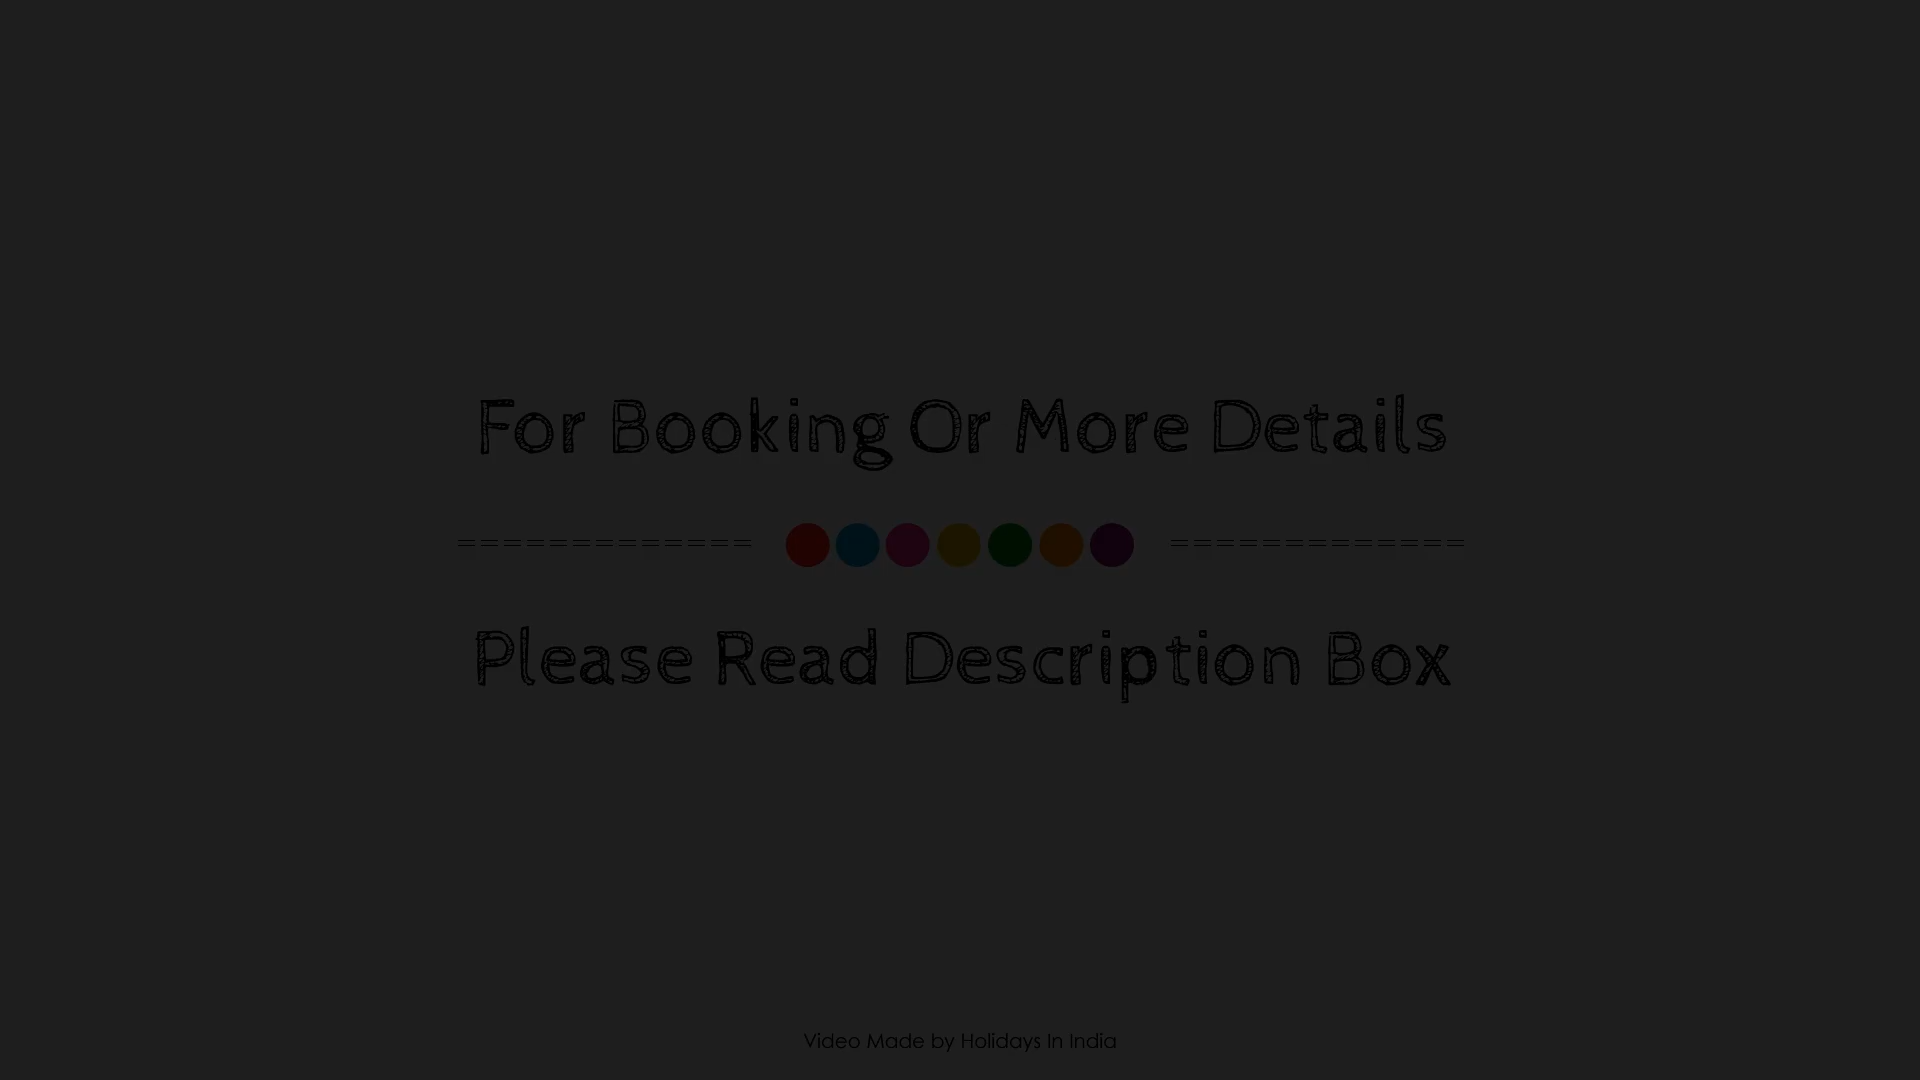 For Booking Or More Details
============= =============
Please Read Description Box
Video Made by Holidays In India